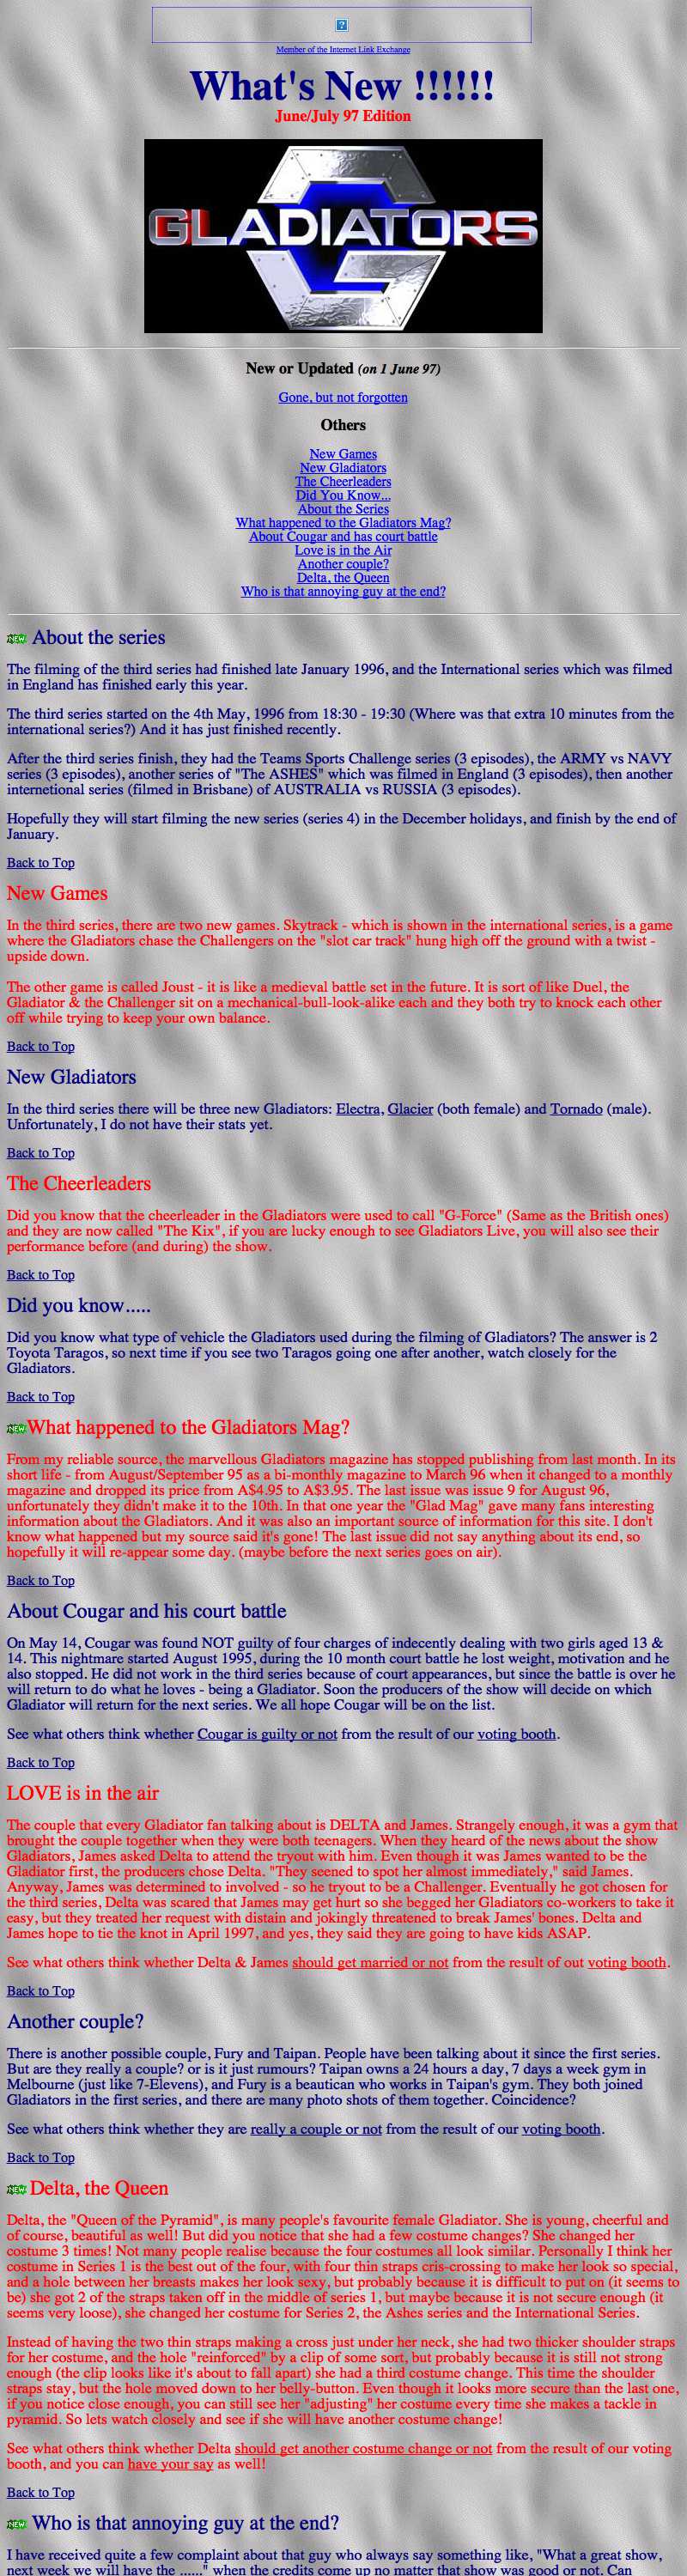 Member of the Internet Link Exchange
What's New !!!!!!
June/July 97 Edition
GLADIATORS
New or Updated (on 1 June 97)
Gone, but not forgotten
Others
New Games
New Gladiators
The Cheerleaders
Did You Know...
About the Series
What happened to the Gladiators Mag?
About Cougar and has court battle
Love is in the Air
Another couple?
Delta, the Queen
Who is that annoying guy at the end?
NEW About the series
The filming of the third series had finished late January 1996, and the International series which was filmed
in England has finished early this year.
The third series started on the 4th May, 1996 from 18:30 - 19:30 (Where was that extra 10 minutes from the
international series?) And it has just finished recently.
After the third series finish, they had the Teams Sports Challenge series (3 episodes), the ARMY vs NAVY
series (3 episodes), another series of "The ASHES" which was filmed in England (3 episodes), then another
internetional series (filmed in Brisbane) of AUSTRALIA vs RUSSIA (3 episodes).
Hopefully they will start filming the new series (series 4) in the December holidays, and finish by the end of
January.
Back to Top
New Games
In the third series, there are two new games. Skytrack - which is shown in the international series, is a game
where the Gladiators chase the Challengers on the "slot car track" hung high off the ground with a twist -
upside down.
The other game is called Joust - it is like a medieval battle set in the future. It is sort of like Duel, the
Gladiator & the Challenger sit on a mechanical-bull-look-alike each and they both try to knock each other
off while trying to keep your own balance.
Back to Top
New Gladiators
In the third series there will be three new Gladiators: Electra, Glacier (both female) and Tornado (male).
Unfortunately, I do not have their stats yet.
Back to Top
The Cheerleaders
Did you know that the cheerleader in the Gladiators were used to call "G-Force" (Same as the British ones)
and they are now called "The Kix", if you are lucky enough to see Gladiators Live, you will also see their
performance before (and during) the show.
Back to Top
Did you know.....
Did you know what type of vehicle the Gladiators used during the filming of Gladiators? The answer is 2
Toyota Taragos, so next time if you see two Taragos going one after another, watch closely for the
Gladiators.
Back to Top
NEW What happened to the Gladiators Mag?
From my reliable source, the marvellous Gladiators magazine has stopped publishing from last month. In its
short life - from August/September 95 as a bi-monthly magazine to March 96 when it changed to a monthly
magazine and dropped its price from A$4.95 to A$3.95. The last issue was issue 9 for August 96,
unfortunately they didn't make it to the 10th. In that one year the "Glad Mag" gave many fans interesting
information about the Gladiators. And it was also an important source of information for this site. I don't
know what happened but my source said it's gone! The last issue did not say anything about its end, so
hopefully it will re-appear some day. (maybe before the next series goes on air).
Back to Top
About Cougar and his court battle
On May 14, Cougar was found NOT guilty of four charges of indecently dealing with two girls aged 13 &
14. This nightmare started August 1995, during the 10 month court battle he lost weight, motivation and he
also stopped. He did not work in the third series because of court appearances, but since the battle is over he
will return to do what he loves - being a Gladiator. Soon the producers of the show will decide on which
Gladiator will return for the next series. We all hope Cougar will be on the list.
See what others think whether Cougar is guilty or not from the result of our voting booth.
Back to Top
LOVE is in the air
The couple that every Gladiator fan talking about is DELTA and James. Strangely enough, it was a gym that
brought the couple together when they were both teenagers. When they heard of the news about the show
Gladiators, James asked Delta to attend the tryout with him. Even though it was James wanted to be the
Gladiator first, the producers chose Delta. "They seemed to spot her almost immediately," said James.
Anyway, James was determined to involved - so he tryout to be a Challenger. Eventually he got chosen for
the third series, Delta was scared that James may get hurt so she begged her Gladiators co-workers to take it
easy, but they treated her request with distain and jokingly threatened to break James' bones. Delta and
James hope to tie the knot in April 1997, and yes, they said they are going to have kids ASAP.
See what others think whether Delta & James should get married or not from the result of out voting booth.
Back to Top
Another couple?
There is another possible couple, Fury and Taipan. People have been talking about it since the first series.
But are they really a couple? or is it just rumours? Taipan owns a 24 hours a day, 7 days a week gym in
Melbourne (just like 7-Elevens), and Fury is a beautican who works in Taipan's gym. They both joined
Gladiators in the first series, and there are many photo shots of them together. Coincidence?
See what others think whether they are really a couple or not from the result of our voting booth.
Back to Top
NEW Delta, the Queen
Delta, the "Queen of the Pyramid", is many people's favourite female Gladiator. She is young, cheerful and
of course, beautiful as well! But did you notice that she had a few costume changes? She changed her
costume 3 times! Not many people realise because the four costumes all look similar. Personally I think her
costume in Series 1 is the best out of the four, with four thin straps cris-crossing to make her look so special,
and a hole between her breasts makes her look sexy, but probably because it is difficult to put on (it seems to
be) she got 2 of the straps taken off in the middle of series 1, but maybe because it is not secure enough (it
seems very loose), she changed her costume for Series 2, the Ashes series and the International Series.
Instead of having the two thin straps making a cross just under her neck, she had two thicker shoulder straps
for her costume, and the hole "reinforced" by a clip of some sort, but probably because it is still not strong
enough (the clip looks like it's about to fall apart) she had a third costume change. This time the shoulder
straps stay, but the hole moved down to her belly-button. Even though it looks more secure than the last one,
if you notice close enough, you can still see her "adjusting" her costume every time she makes a tackle in
pyramid. So lets watch closely and see if she will have another costume change!
See what others think whether Delta should get another costume change or not from the result of our voting
booth, and you can have your say as well!
Back to Top
NEW Who is that annoying guy at the end?
I have received quite a few complaint about that guy who always say something like, "What a great show,
next week we will have the ......" when the credits come up no matter that show was good or not. Can